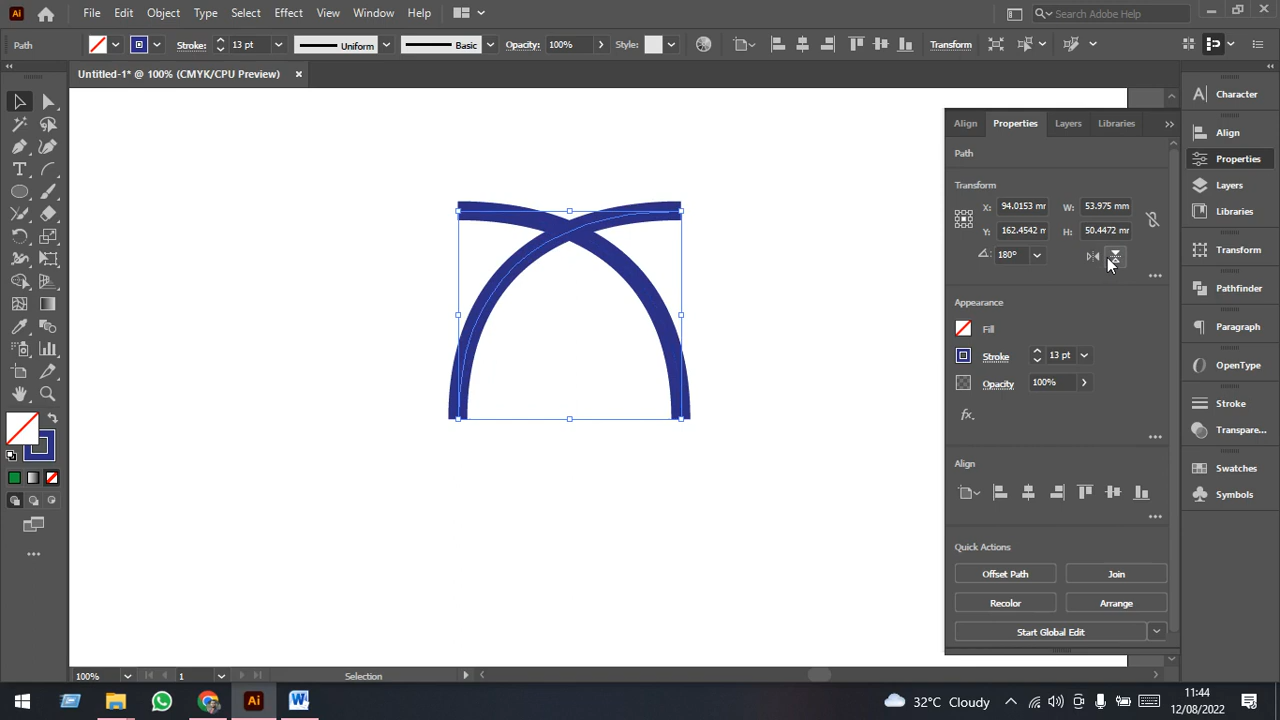 Ai File Edit Object Type Select Effect View Window Help Search Adobe Help
Path Stroke: 13 pt Uniform Basic Opacity: 100% Style: Transform
Untitled-1* @ 100% (CMYK/CPU Preview) ×
Align Properties Layers Libraries
Path
Transform
X: 94.0153 mr W: 53.975 mm
Y: 162.4542 r H: 50.4472 mr
180°
Appearance
Fill
Stroke 13 pt
Opacity 100%
fx.
Align
Quick Actions
Offset Path Join
Recolor Arrange
Start Global Edit
Character
Align
Properties
Layers
Libraries
Transform
Pathfinder
Paragraph
OpenType
Stroke
Transpare...
Swatches
Symbols
100% 1 Selection
Ai W 32°C Cloudy 11:44
12/08/2022